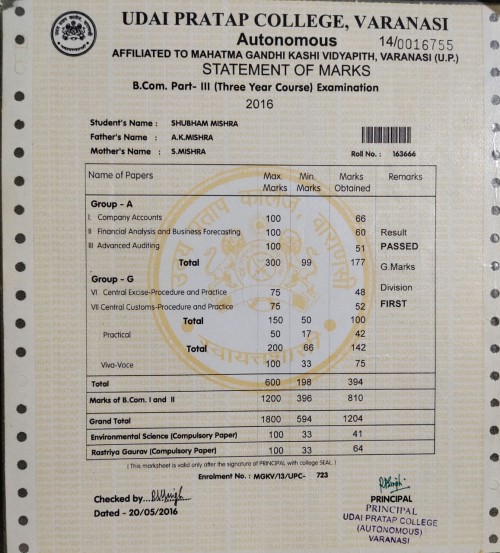 UDAI PRATAP COLLEGE, VARANASI
Autonomous 14/0016755
AFFILIATED TO MAHATMA GANDHI KASHI VIDYAPITH, VARANASI (U.P.)
STATEMENT OF MARKS
B.Com. Part- III (Three Year Course) Examination
2016
Student's Name : SHUBHAM MISHRA
Father's Name : A.K.MISHRA
Mother's Name : S.MISHRA
Roll No. : 163666
Name of Papers Max. Marks Min. Marks Marks Obtained Remarks
Group - A
I. Company Accounts 100 66
II Financial Analysis and Business Forecasting 100 60 Result
III Advanced Auditing 100 51 PASSED
Total 300 99 177 G.Marks
Group - G Division
VI Central Excise-Procedure and Practice 75 48 FIRST
VII Central Customs-Procedure and Practice 75 52
Total 150 50 100
Practical 50 17 42
Total 200 66 142
Viva-Voce 100 33 75
Total 600 198 394
Marks of B.Com. I and II 1200 396 810
Grand Total 1800 594 1204
Environmental Science (Compulsory Paper) 100 33 41
Rastriya Gaurav (Compulsory Paper) 100 33 64
(This marksheet is valid only after the signature of PRINCIPAL with college SEAL.)
Enrolment No. : MGKV/13/UPC- 723
Checked by...
Dated - 20/05/2016
PRINCIPAL
PRINCIPAL
UDAI PRATAP COLLEGE
(AUTONOMOUS)
VARANASI